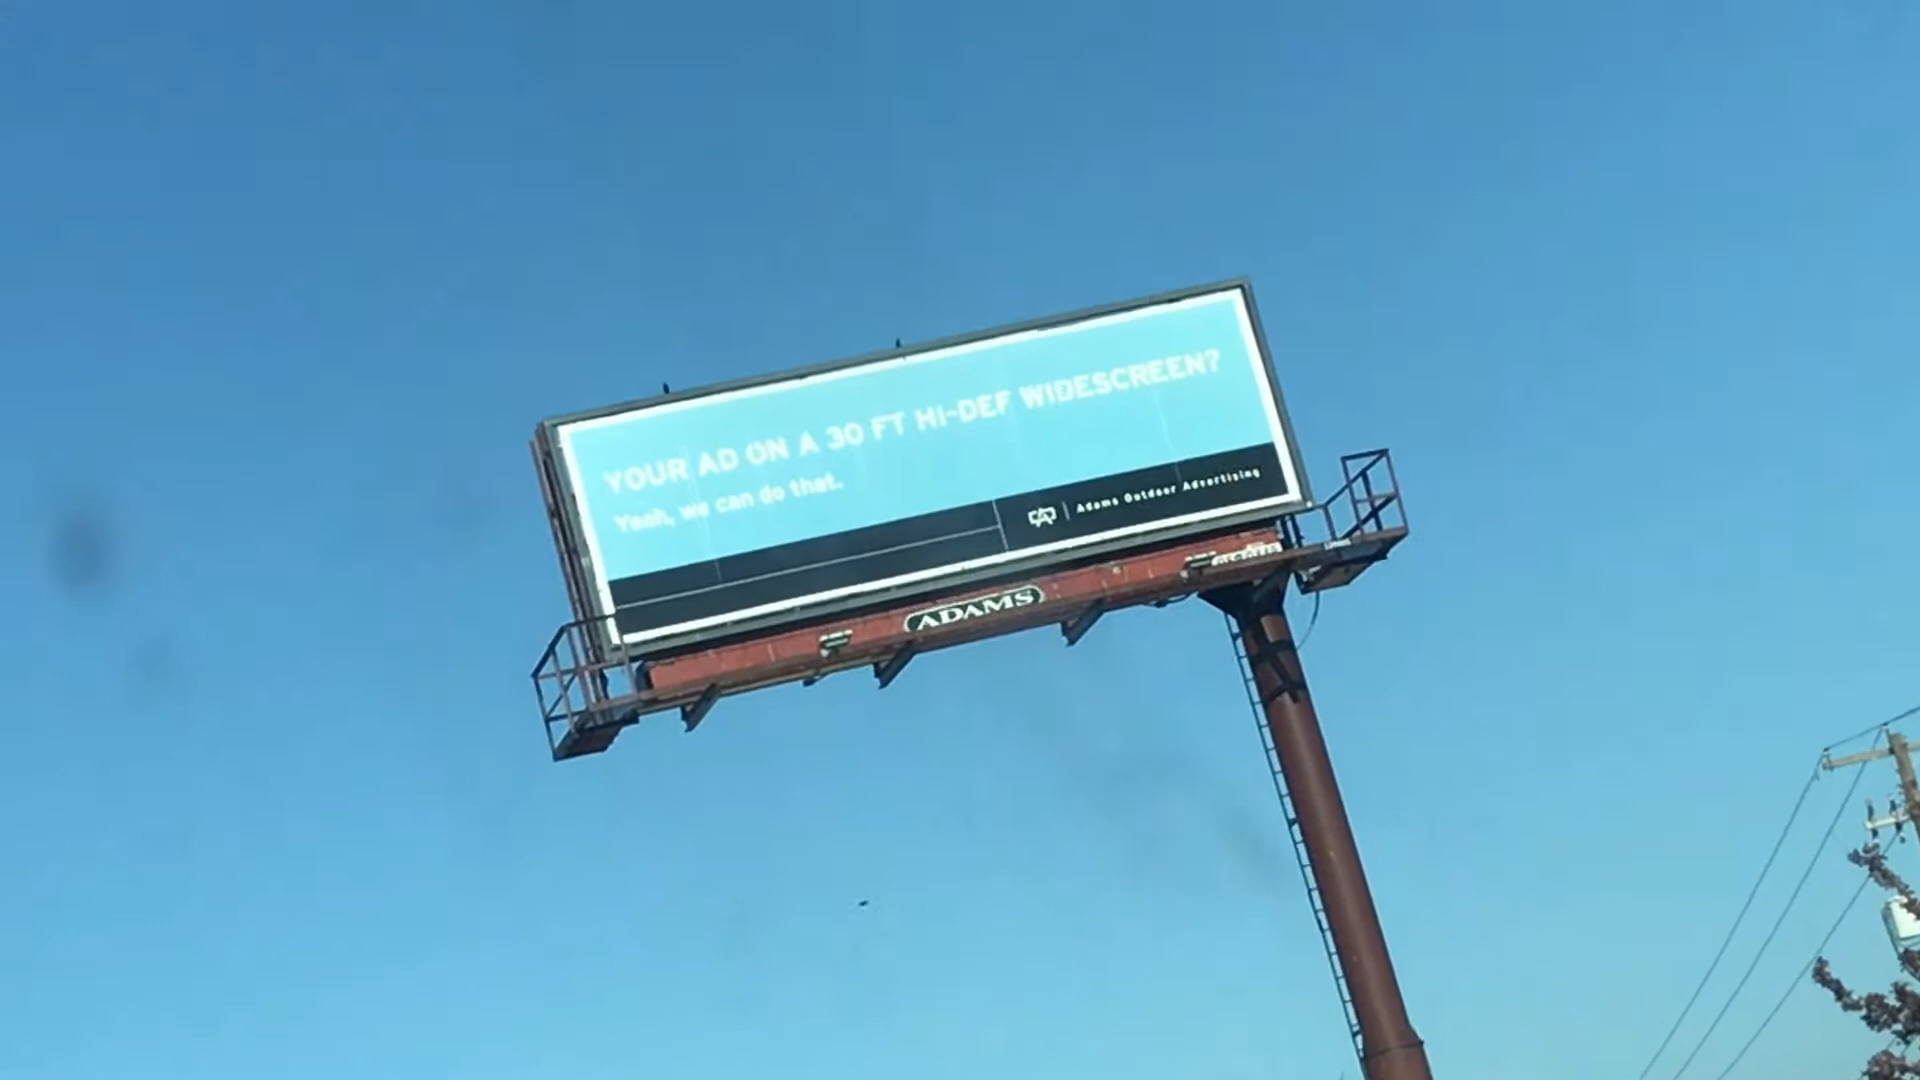 YOUR AD ON A 30 FT HI-DEF WIDESCREEN?
Yeah, we can do that.
Adams Outdoor Advertising
ADAMS